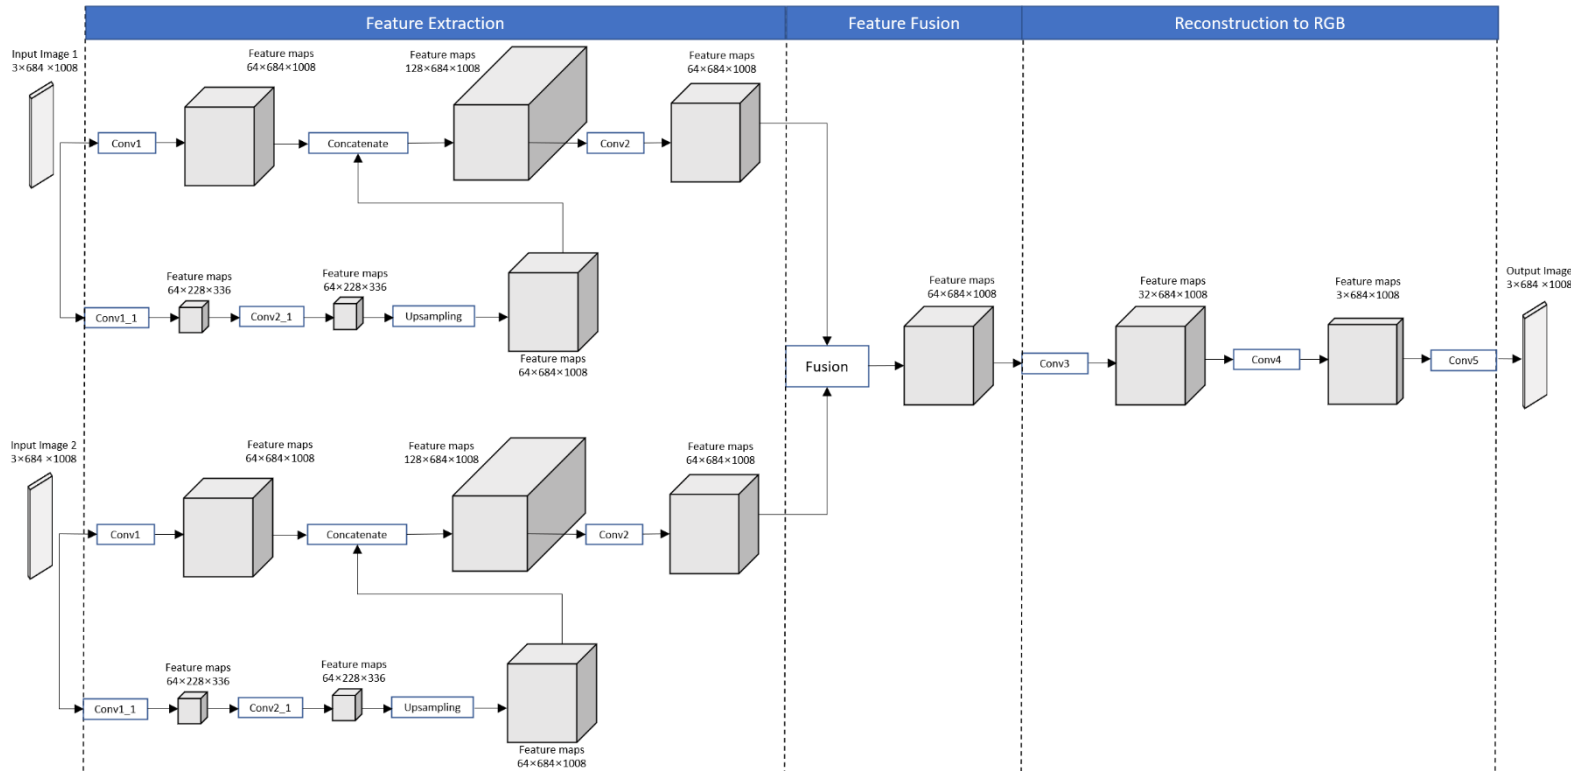 Feature Extraction
Feature Fusion
Reconstruction to RGB
Input Image 1
3×684 ×1008
Feature maps
64×684×1008
Feature maps
128×684×1008
Feature maps
64×684×1008
Conv1
Concatenate
Conv2
Feature maps
64×228×336
Feature maps
64×228×336
Conv1_1
Conv2_1
Upsampling
Feature maps
64×684×1008
Input Image 2
3×684 ×1008
Feature maps
64×684×1008
Feature maps
128×684×1008
Feature maps
64×684×1008
Conv1
Concatenate
Conv2
Feature maps
64×228×336
Feature maps
64×228×336
Conv1_1
Conv2_1
Upsampling
Feature maps
64×684×1008
Fusion
Feature maps
64×684×1008
Conv3
Feature maps
32×684×1008
Conv4
Feature maps
3×684×1008
Conv5
Output Image
3×684 ×1008